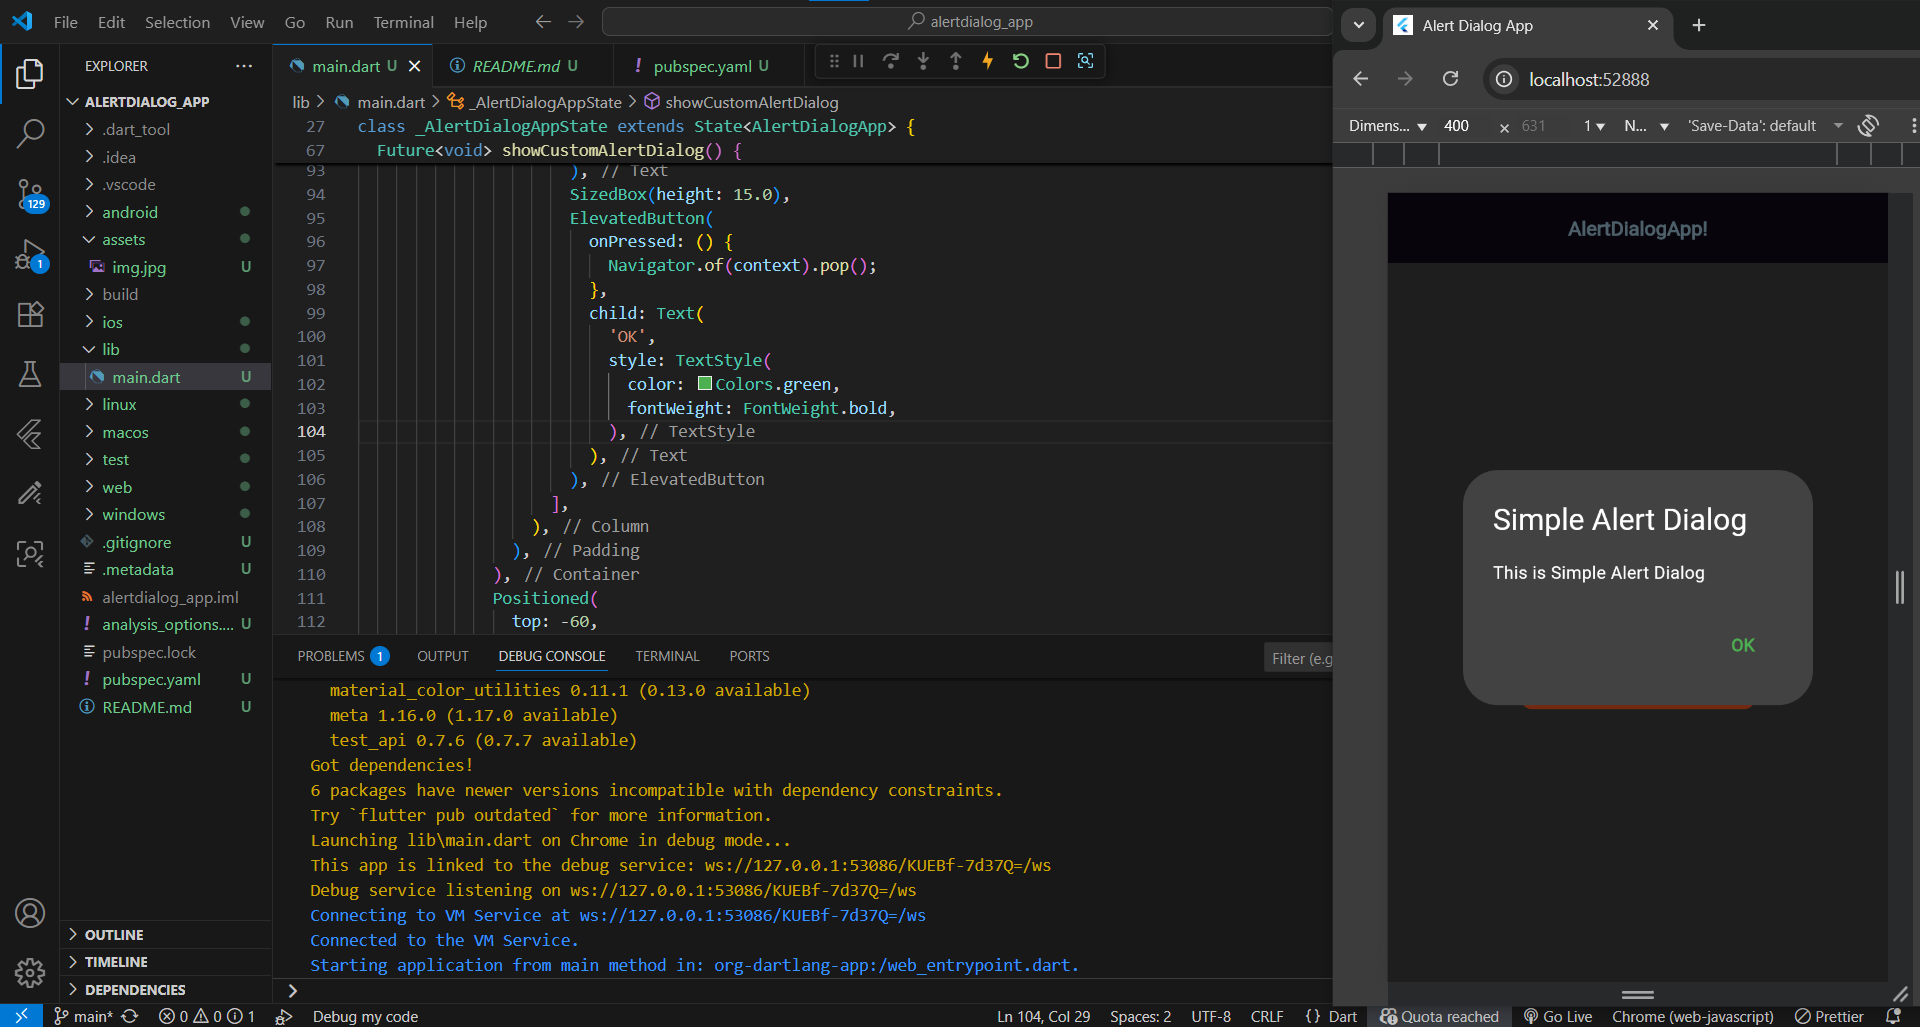 File Edit Selection View Go Run Terminal Help
alertdialog_app
EXPLORER
ALERTDIALOG_APP
.dart_tool
.idea
.vscode
android
assets
img.jpg U
build
ios
lib
main.dart U
linux
macos
test
web
windows
.gitignore U
.metadata U
alertdialog_app.iml
analysis_options.... U
pubspec.lock
pubspec.yaml U
README.md U
OUTLINE
TIMELINE
DEPENDENCIES
129
1
main.dart U
README.md U
pubspec.yaml U
lib > main.dart > _AlertDialogAppState > showCustomAlertDialog
27 class _AlertDialogAppState extends State<AlertDialogApp> {
67 Future<void> showCustomAlertDialog() {
93 ), // Text
94 SizedBox(height: 15.0),
95 ElevatedButton(
96 onPressed: () {
97 Navigator.of(context).pop();
98 },
99 child: Text(
100 'OK',
101 style: TextStyle(
102 color: Colors.green,
103 fontWeight: FontWeight.bold,
104 ), // TextStyle
105 ), // Text
106 ), // ElevatedButton
107 ],
108 ), // Column
109 ), // Padding
110 ), // Container
111 Positioned(
112 top: -60,
PROBLEMS 1 OUTPUT DEBUG CONSOLE TERMINAL PORTS
Filter (e.g
material_color_utilities 0.11.1 (0.13.0 available)
meta 1.16.0 (1.17.0 available)
test_api 0.7.6 (0.7.7 available)
Got dependencies!
6 packages have newer versions incompatible with dependency constraints.
Try `flutter pub outdated` for more information.
Launching lib\main.dart on Chrome in debug mode...
This app is linked to the debug service: ws://127.0.0.1:53086/KUEBf-7d37Q=/ws
Debug service listening on ws://127.0.0.1:53086/KUEBf-7d37Q=/ws
Connecting to VM Service at ws://127.0.0.1:53086/KUEBf-7d37Q=/ws
Connected to the VM Service.
Starting application from main method in: org-dartlang-app:/web_entrypoint.dart.
Alert Dialog App
localhost:52888
Dimens... 400 × 631 1 N... 'Save-Data': default
AlertDialogApp!
Simple Alert Dialog
This is Simple Alert Dialog
OK
main* 0 0 1 Debug my code Ln 104, Col 29 Spaces: 2 UTF-8 CRLF {} Dart Quota reached Go Live Chrome (web-javascript) Prettier